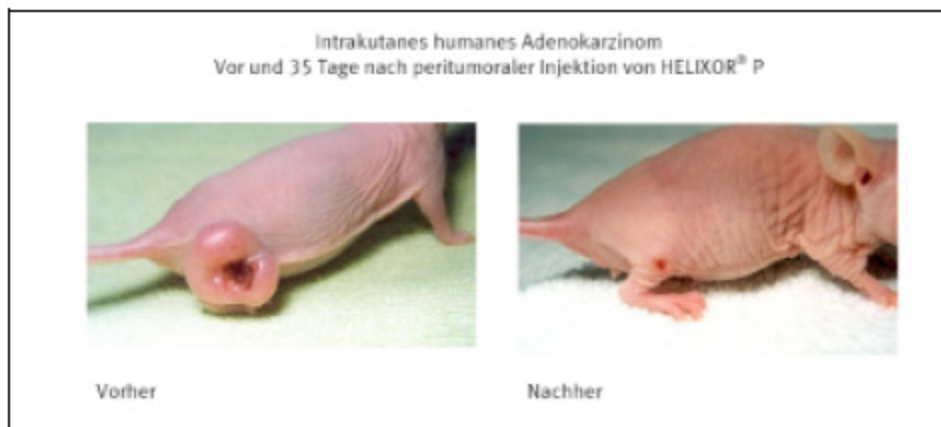 Intrakutanes humanes Adenokarzinom
Vor und 35 Tage nach peritumoraler Injektion von HELIXOR® P
Vorher
Nachher